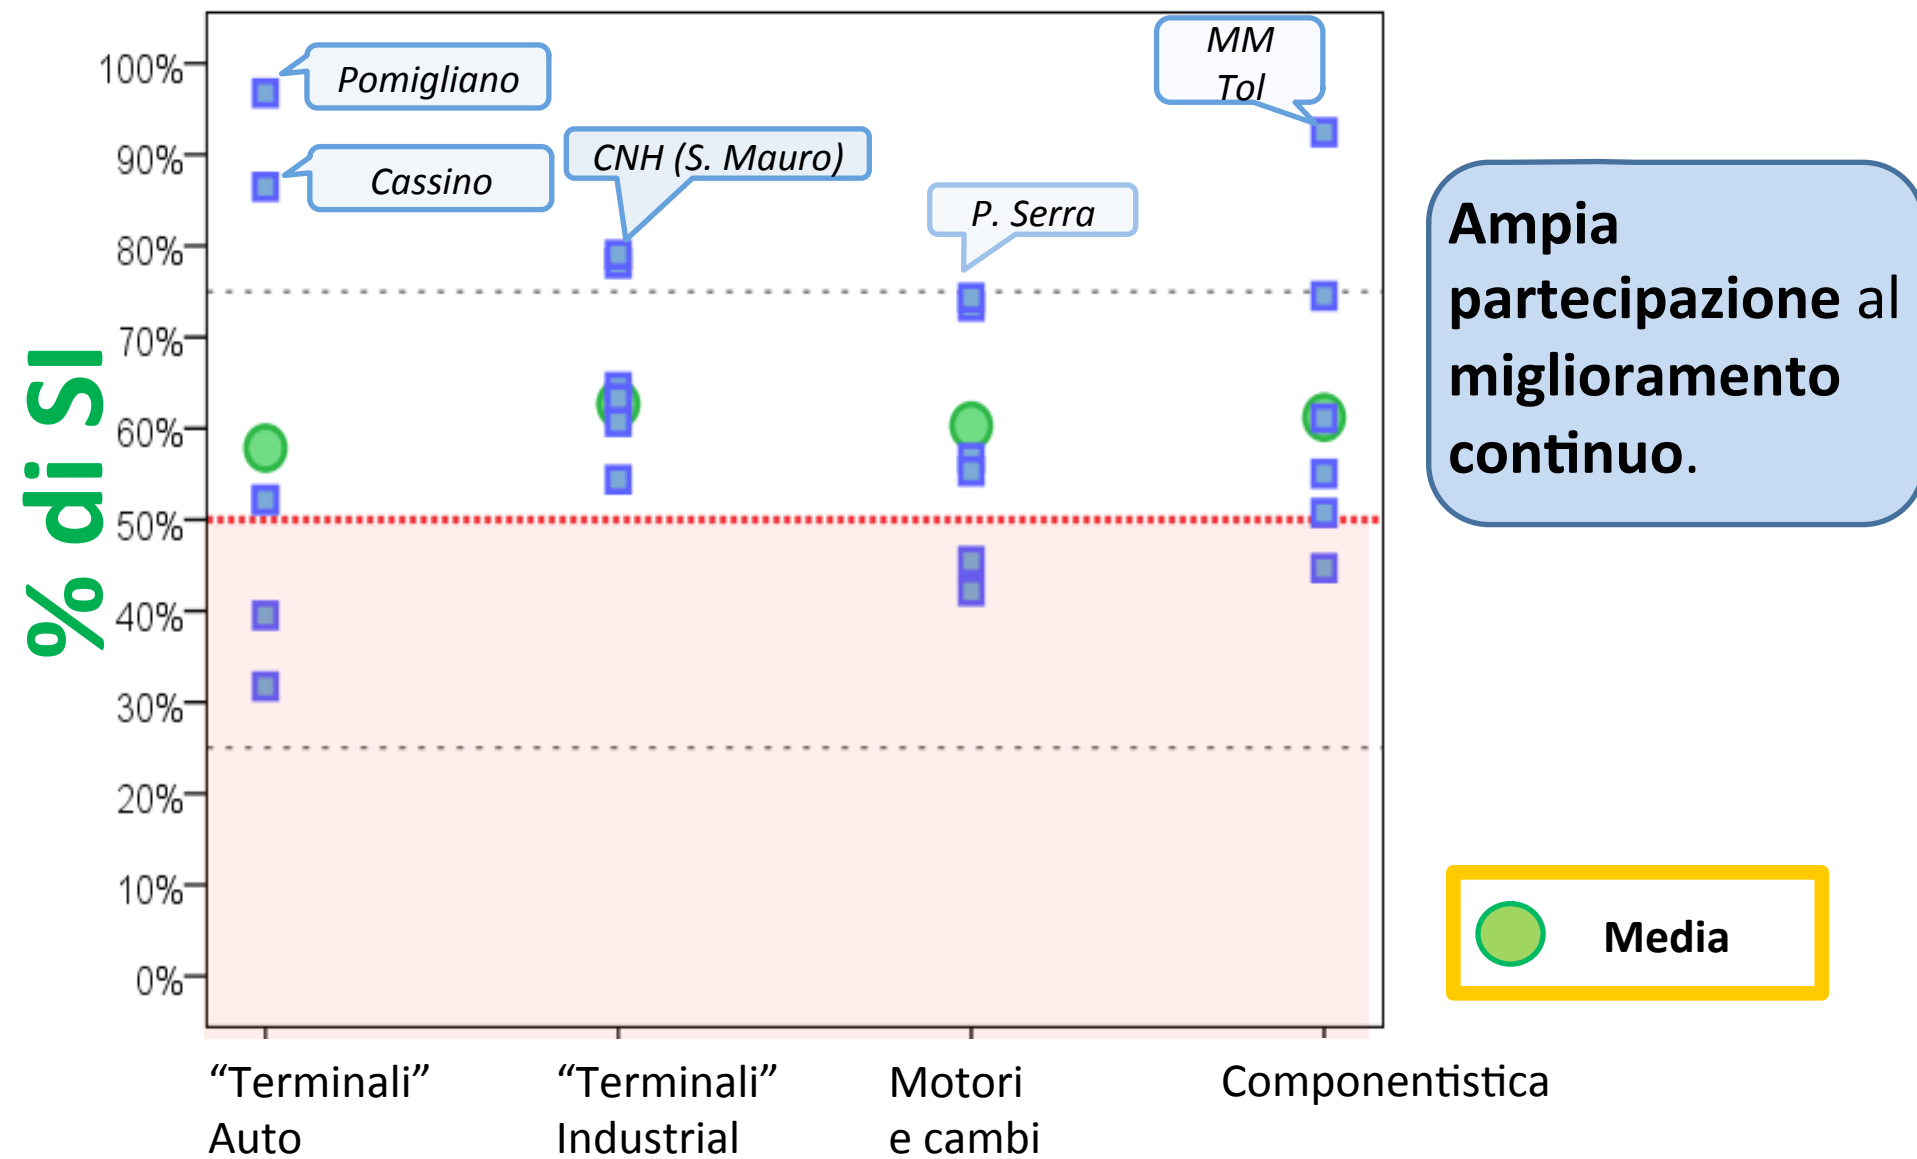 % di SI
100%
90%
80%
70%
60%
50%
40%
30%
20%
10%
0%
Pomigliano
Cassino
CNH (S. Mauro)
P. Serra
MM
Tol
"Terminali"
Auto
"Terminali"
Industrial
Motori
e cambi
Componentistica
Ampia
partecipazione al
miglioramento
continuo.
Media